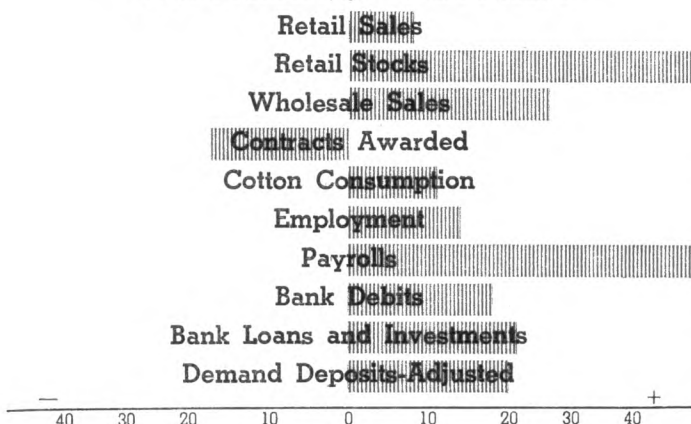 Retail Sales
Retail Stocks
Wholesale Sales
Contracts Awarded
Cotton Consumption
Employment
Payrolls
Bank Debits
Bank Loans and Investments
Demand Deposits-Adjusted
— +
40 30 20 10 0 10 20 30 40